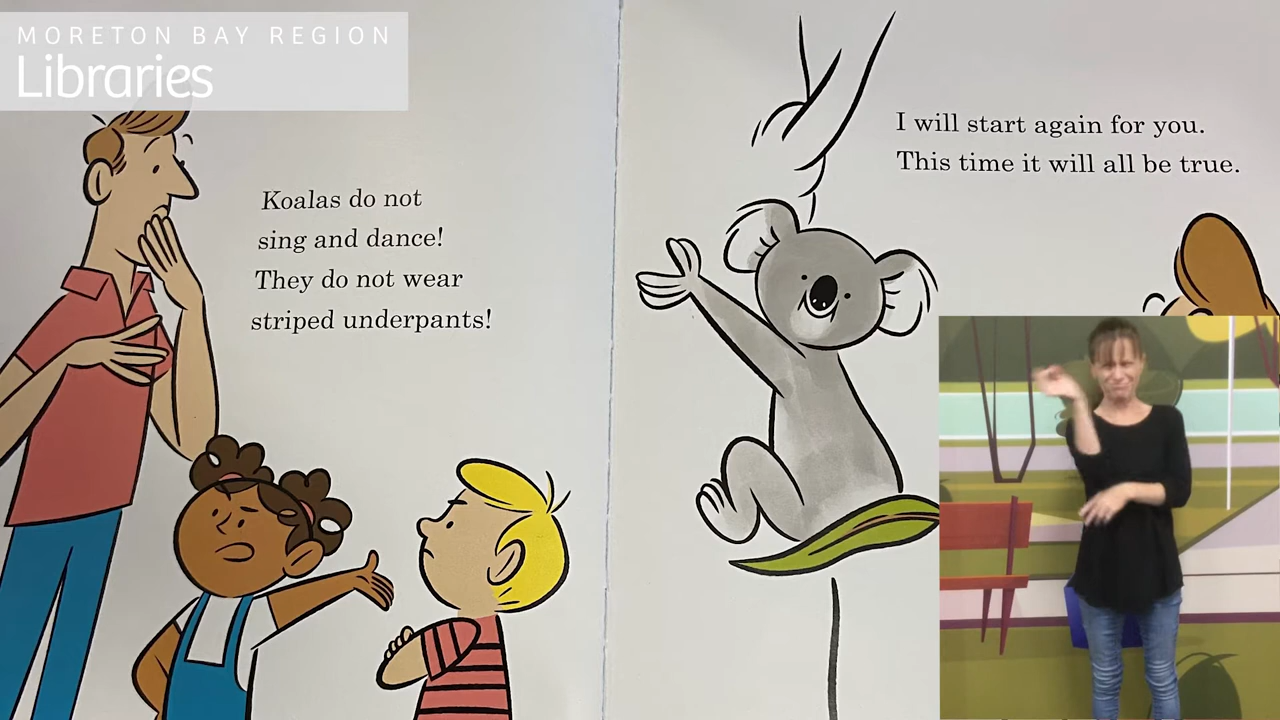 MORETON BAY REGION
Libraries
Koalas do not
sing and dance!
They do not wear
striped underpants!
I will start again for you.
This time it will all be true.